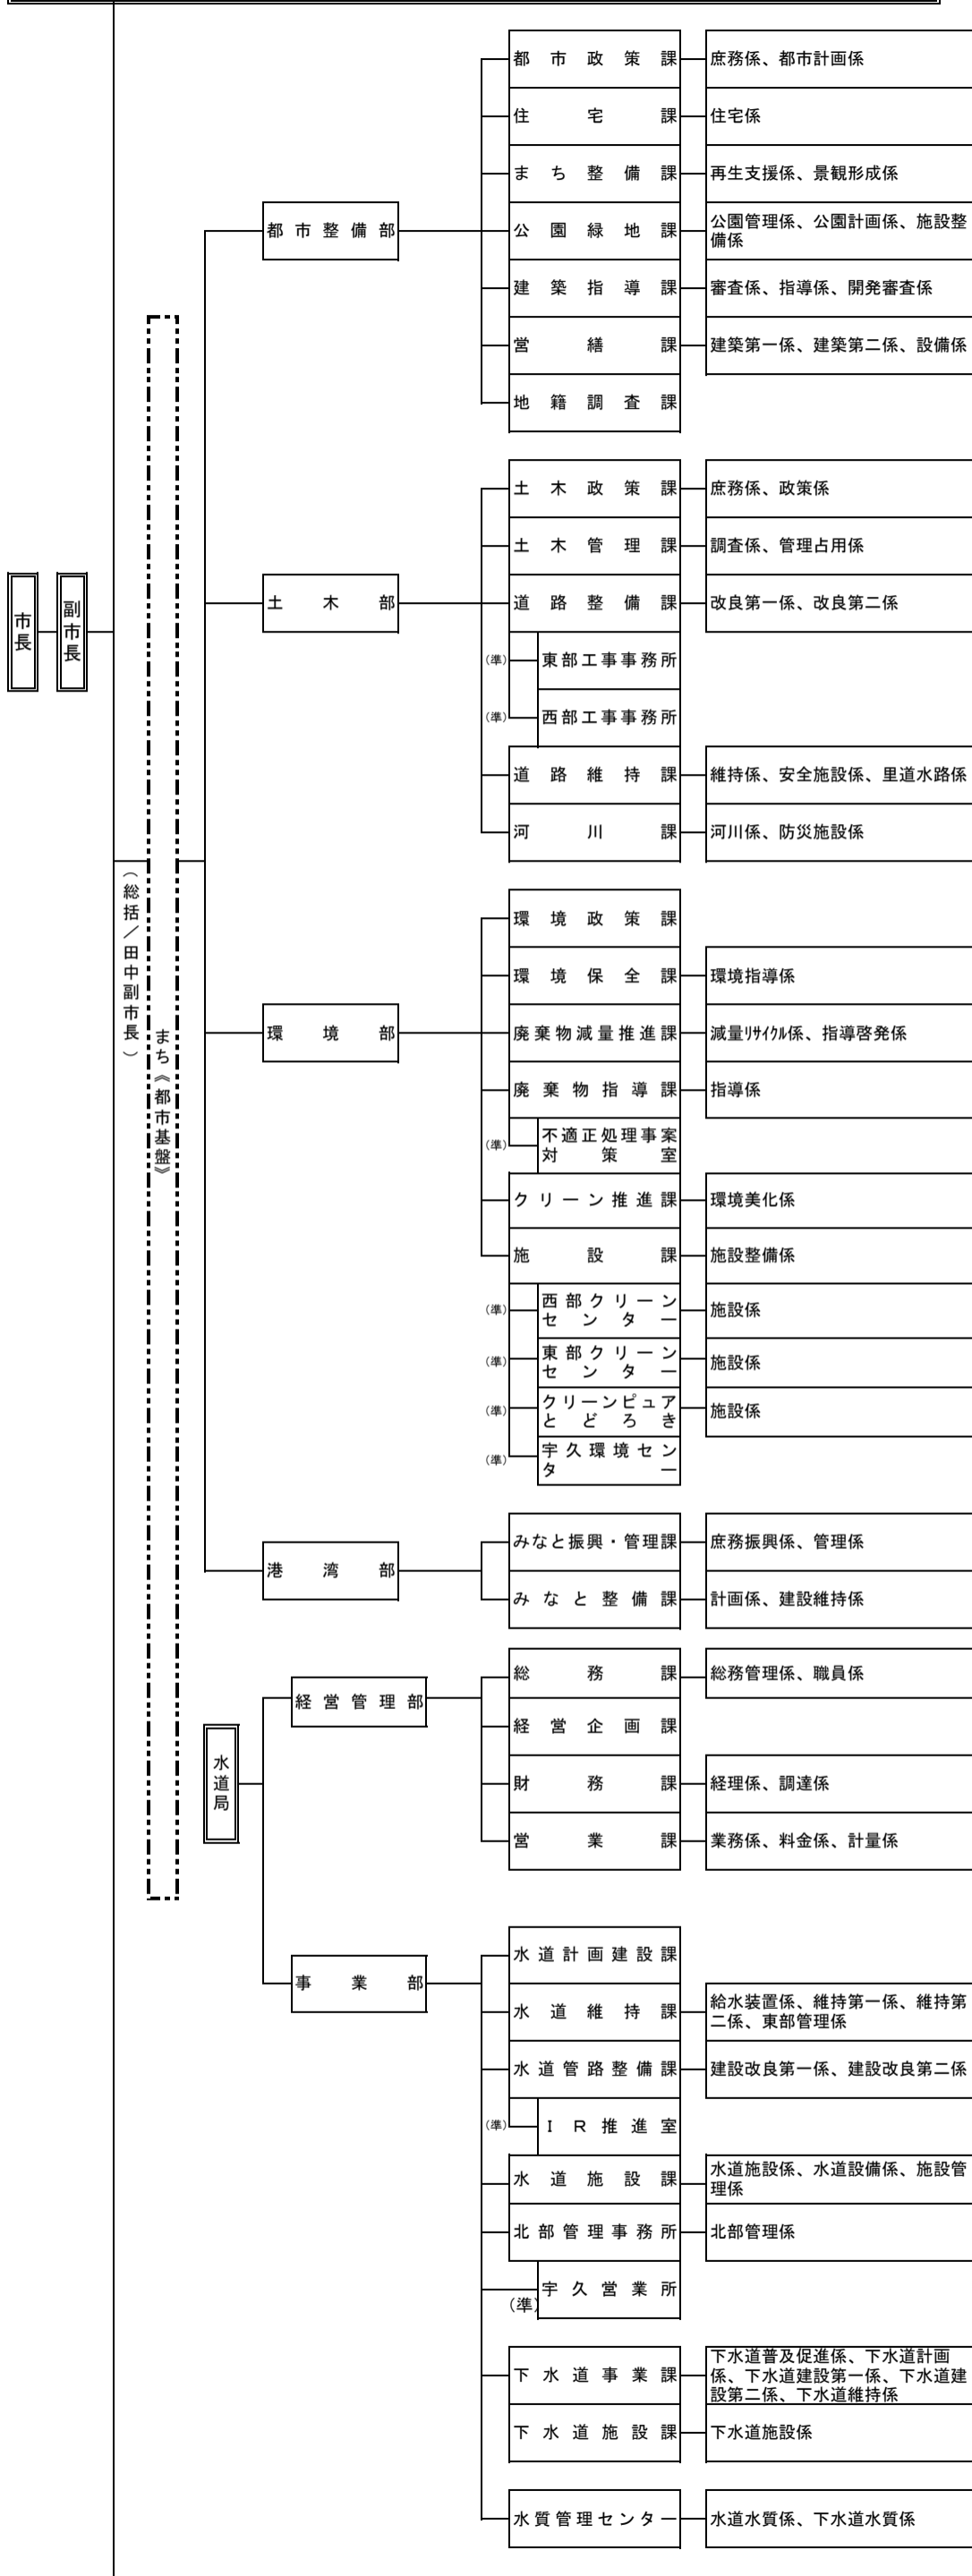 市長
副市長
（総括／田中副市長）
まち《都市基盤》
都市整備部
都市政策課
庶務係、都市計画係
住宅課
住宅係
まち整備課
再生支援係、景観形成係
公園緑地課
公園管理係、公園計画係、施設整
備係
建築指導課
審査係、指導係、開発審査係
営繕課
建築第一係、建築第二係、設備係
地籍調査課
土木部
土木政策課
庶務係、政策係
土木管理課
調査係、管理占用係
道路整備課
改良第一係、改良第二係
（準）
東部工事事務所
（準）
西部工事事務所
道路維持課
維持係、安全施設係、里道水路係
河川課
河川係、防災施設係
環境部
環境政策課
環境保全課
環境指導係
廃棄物減量推進課
減量ﾘｻｲｸﾙ係、指導啓発係
廃棄物指導課
指導係
（準）
不適正処理事案
対策室
クリーン推進課
環境美化係
施設課
施設整備係
（準）
西部クリーン
センター
施設係
（準）
東部クリーン
センター
施設係
（準）
クリーンピュア
とどろき
施設係
（準）
宇久環境セン
ター
港湾部
みなと振興・管理課
庶務振興係、管理係
みなと整備課
計画係、建設維持係
水道局
経営管理部
総務課
総務管理係、職員係
経営企画課
財務課
経理係、調達係
営業課
業務係、料金係、計量係
事業部
水道計画建設課
水道維持課
給水装置係、維持第一係、維持第
二係、東部管理係
水道管路整備課
建設改良第一係、建設改良第二係
（準）
ＩＲ推進室
水道施設課
水道施設係、水道設備係、施設管
理係
北部管理事務所
北部管理係
（準）
宇久営業所
下水道事業課
下水道普及促進係、下水道計画
係、下水道建設第一係、下水道建
設第二係、下水道維持係
下水道施設課
下水道施設係
水質管理センター
水道水質係、下水道水質係